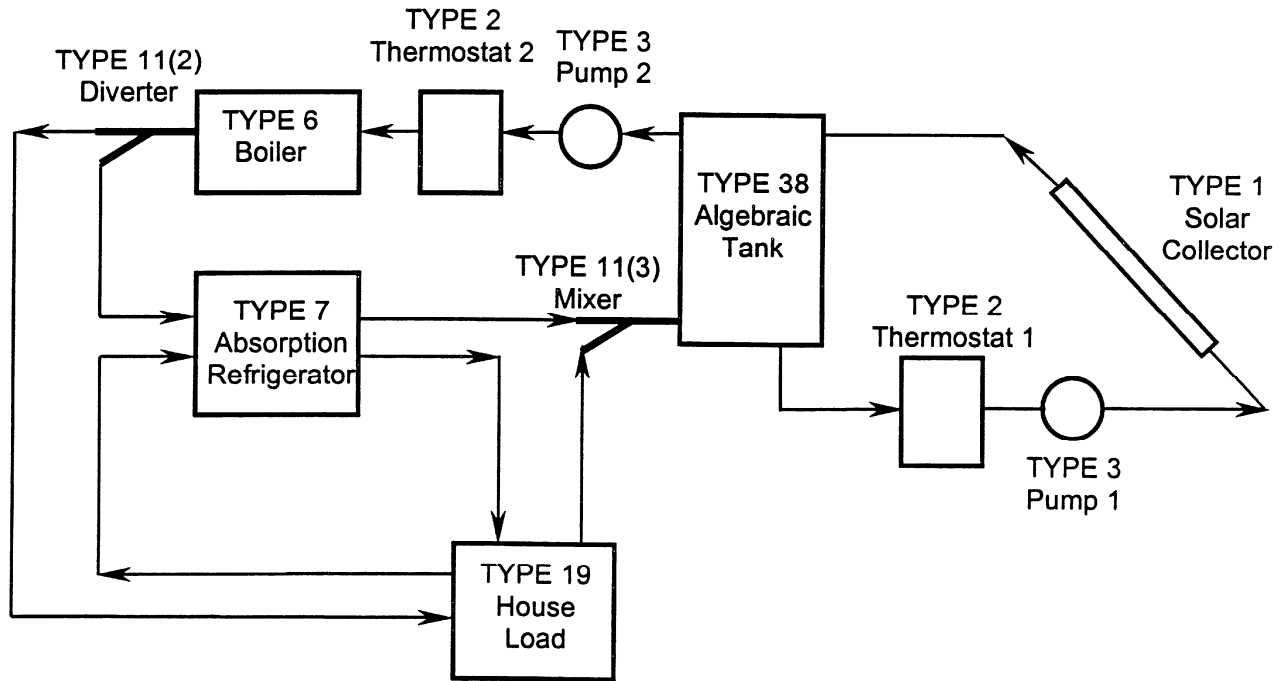 TYPE 2
Thermostat 2
TYPE 3
Pump 2
TYPE 11(2)
Diverter
TYPE 6
Boiler
TYPE 38
Algebraic
Tank
TYPE 1
Solar
Collector
TYPE 11(3)
Mixer
TYPE 7
Absorption
Refrigerator
TYPE 2
Thermostat 1
TYPE 3
Pump 1
TYPE 19
House
Load